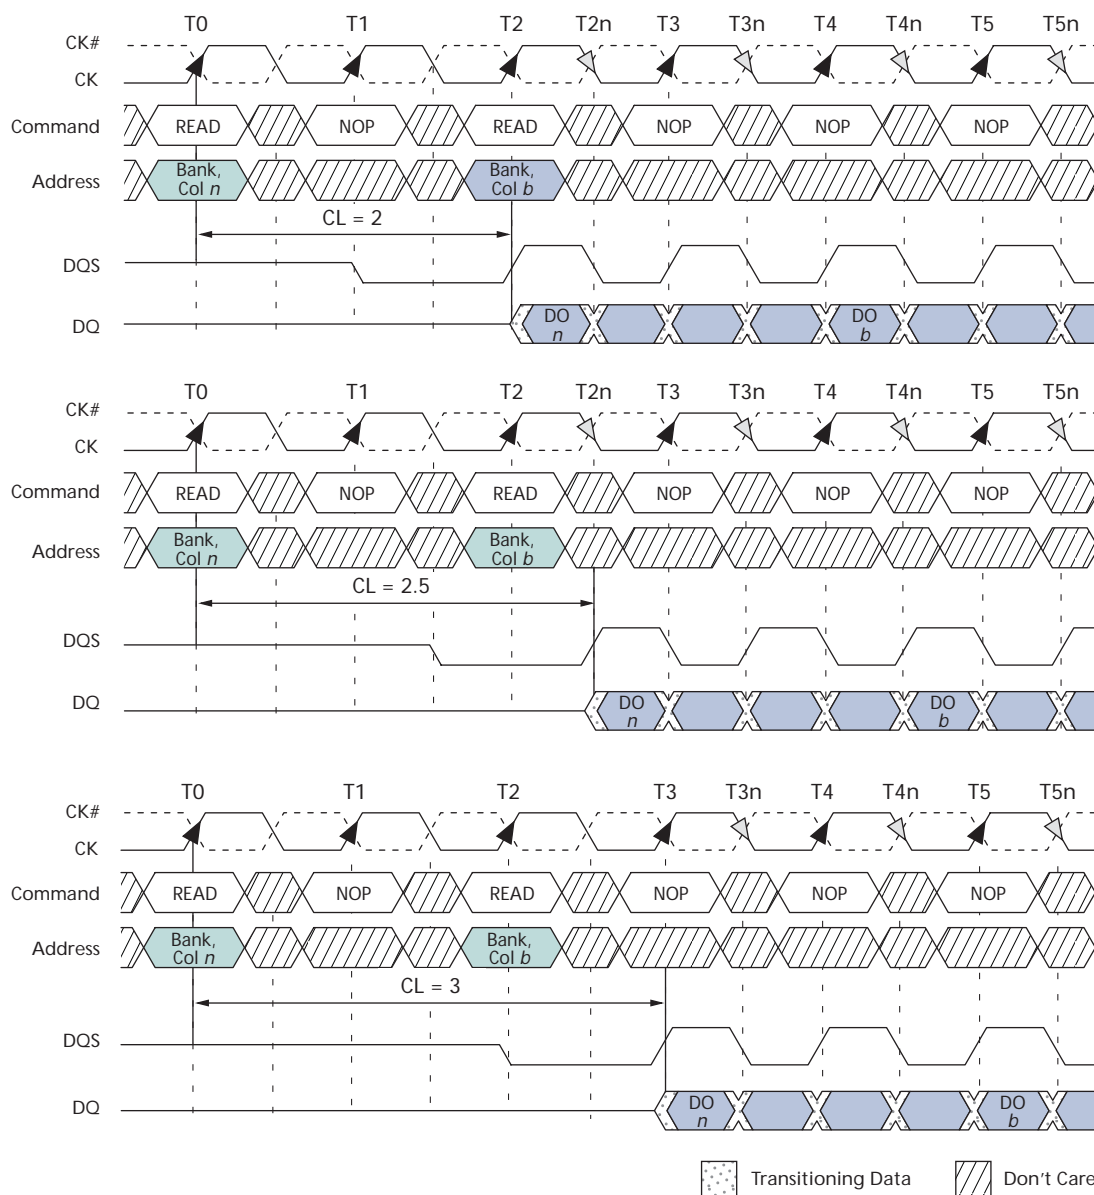 T0 T1 T2 T2n T3 T3n T4 T4n T5 T5n
CK#
CK
Command READ NOP READ NOP NOP NOP
Address Bank, Col n Bank, Col b
CL = 2
DQS
DQ DO n DO b
T0 T1 T2 T2n T3 T3n T4 T4n T5 T5n
CK#
CK
Command READ NOP READ NOP NOP NOP
Address Bank, Col n Bank, Col b
CL = 2.5
DQS
DQ DO n DO b
T0 T1 T2 T3 T3n T4 T4n T5 T5n
CK#
CK
Command READ NOP READ NOP NOP NOP
Address Bank, Col n Bank, Col b
CL = 3
DQS
DQ DO n DO b
Transitioning Data Don't Care